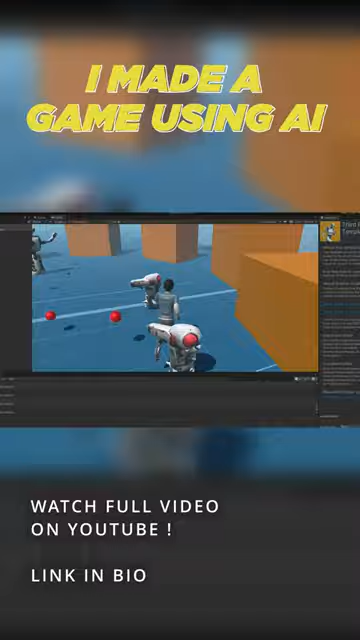 I MADE A
GAME USING AI
WATCH FULL VIDEO
ON YOUTUBE !
LINK IN BIO